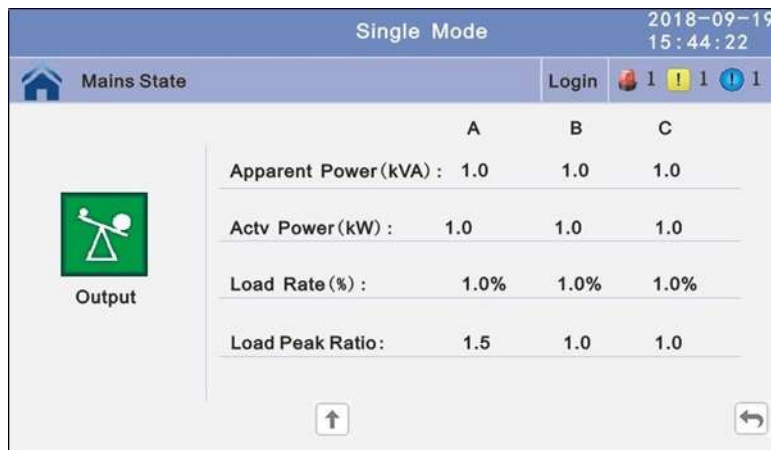 Single Mode
2018-09-19
15:44:22
Mains State
Login
1
! 1
! 1
A B C
Apparent Power(kVA): 1.0 1.0 1.0
Actv Power(kW): 1.0 1.0 1.0
Load Rate(%): 1.0% 1.0% 1.0%
Output
Load Peak Ratio: 1.5 1.0 1.0